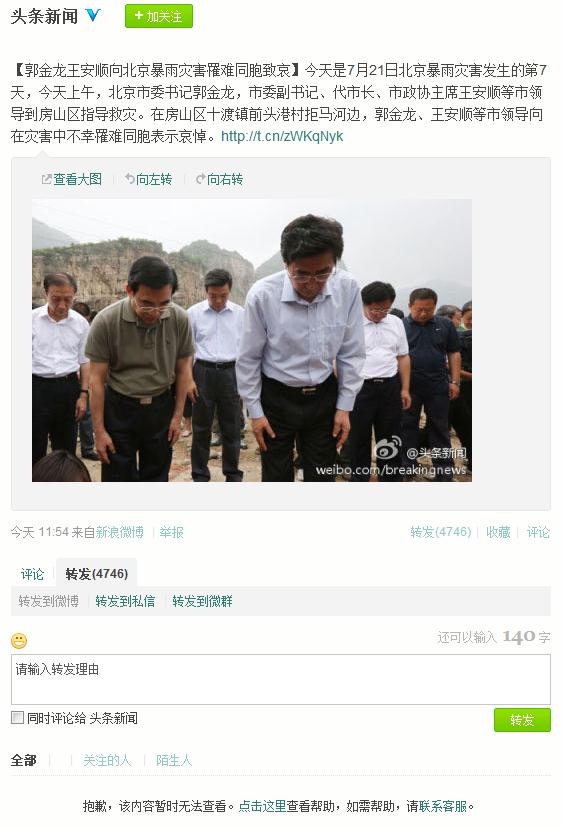 头条新闻
+ 加关注
【郭金龙王安顺向北京暴雨灾害罹难同胞致哀】今天是7月21日北京暴雨灾害发生的第7
天，今天上午，北京市委书记郭金龙，市委副书记、代市长、市政协主席王安顺等市领
导到房山区指导救灾。在房山区十渡镇前头港村拒马河边，郭金龙、王安顺等市领导向
在灾害中不幸罹难同胞表示哀悼。http://t.cn/zWKqNyk
查看大图 向左转 向右转
@头条新闻
weibo.com/breakingnews
今天 11:54 来自新浪微博 举报 转发(4746) 收藏 评论
评论 转发(4746)
转发到微博 转发到私信 转发到微群
还可以输入 140 字
请输入转发理由
同时评论给 头条新闻 转发
全部 关注的人 陌生人
抱歉，该内容暂时无法查看。点击这里查看帮助，如需帮助，请联系客服。